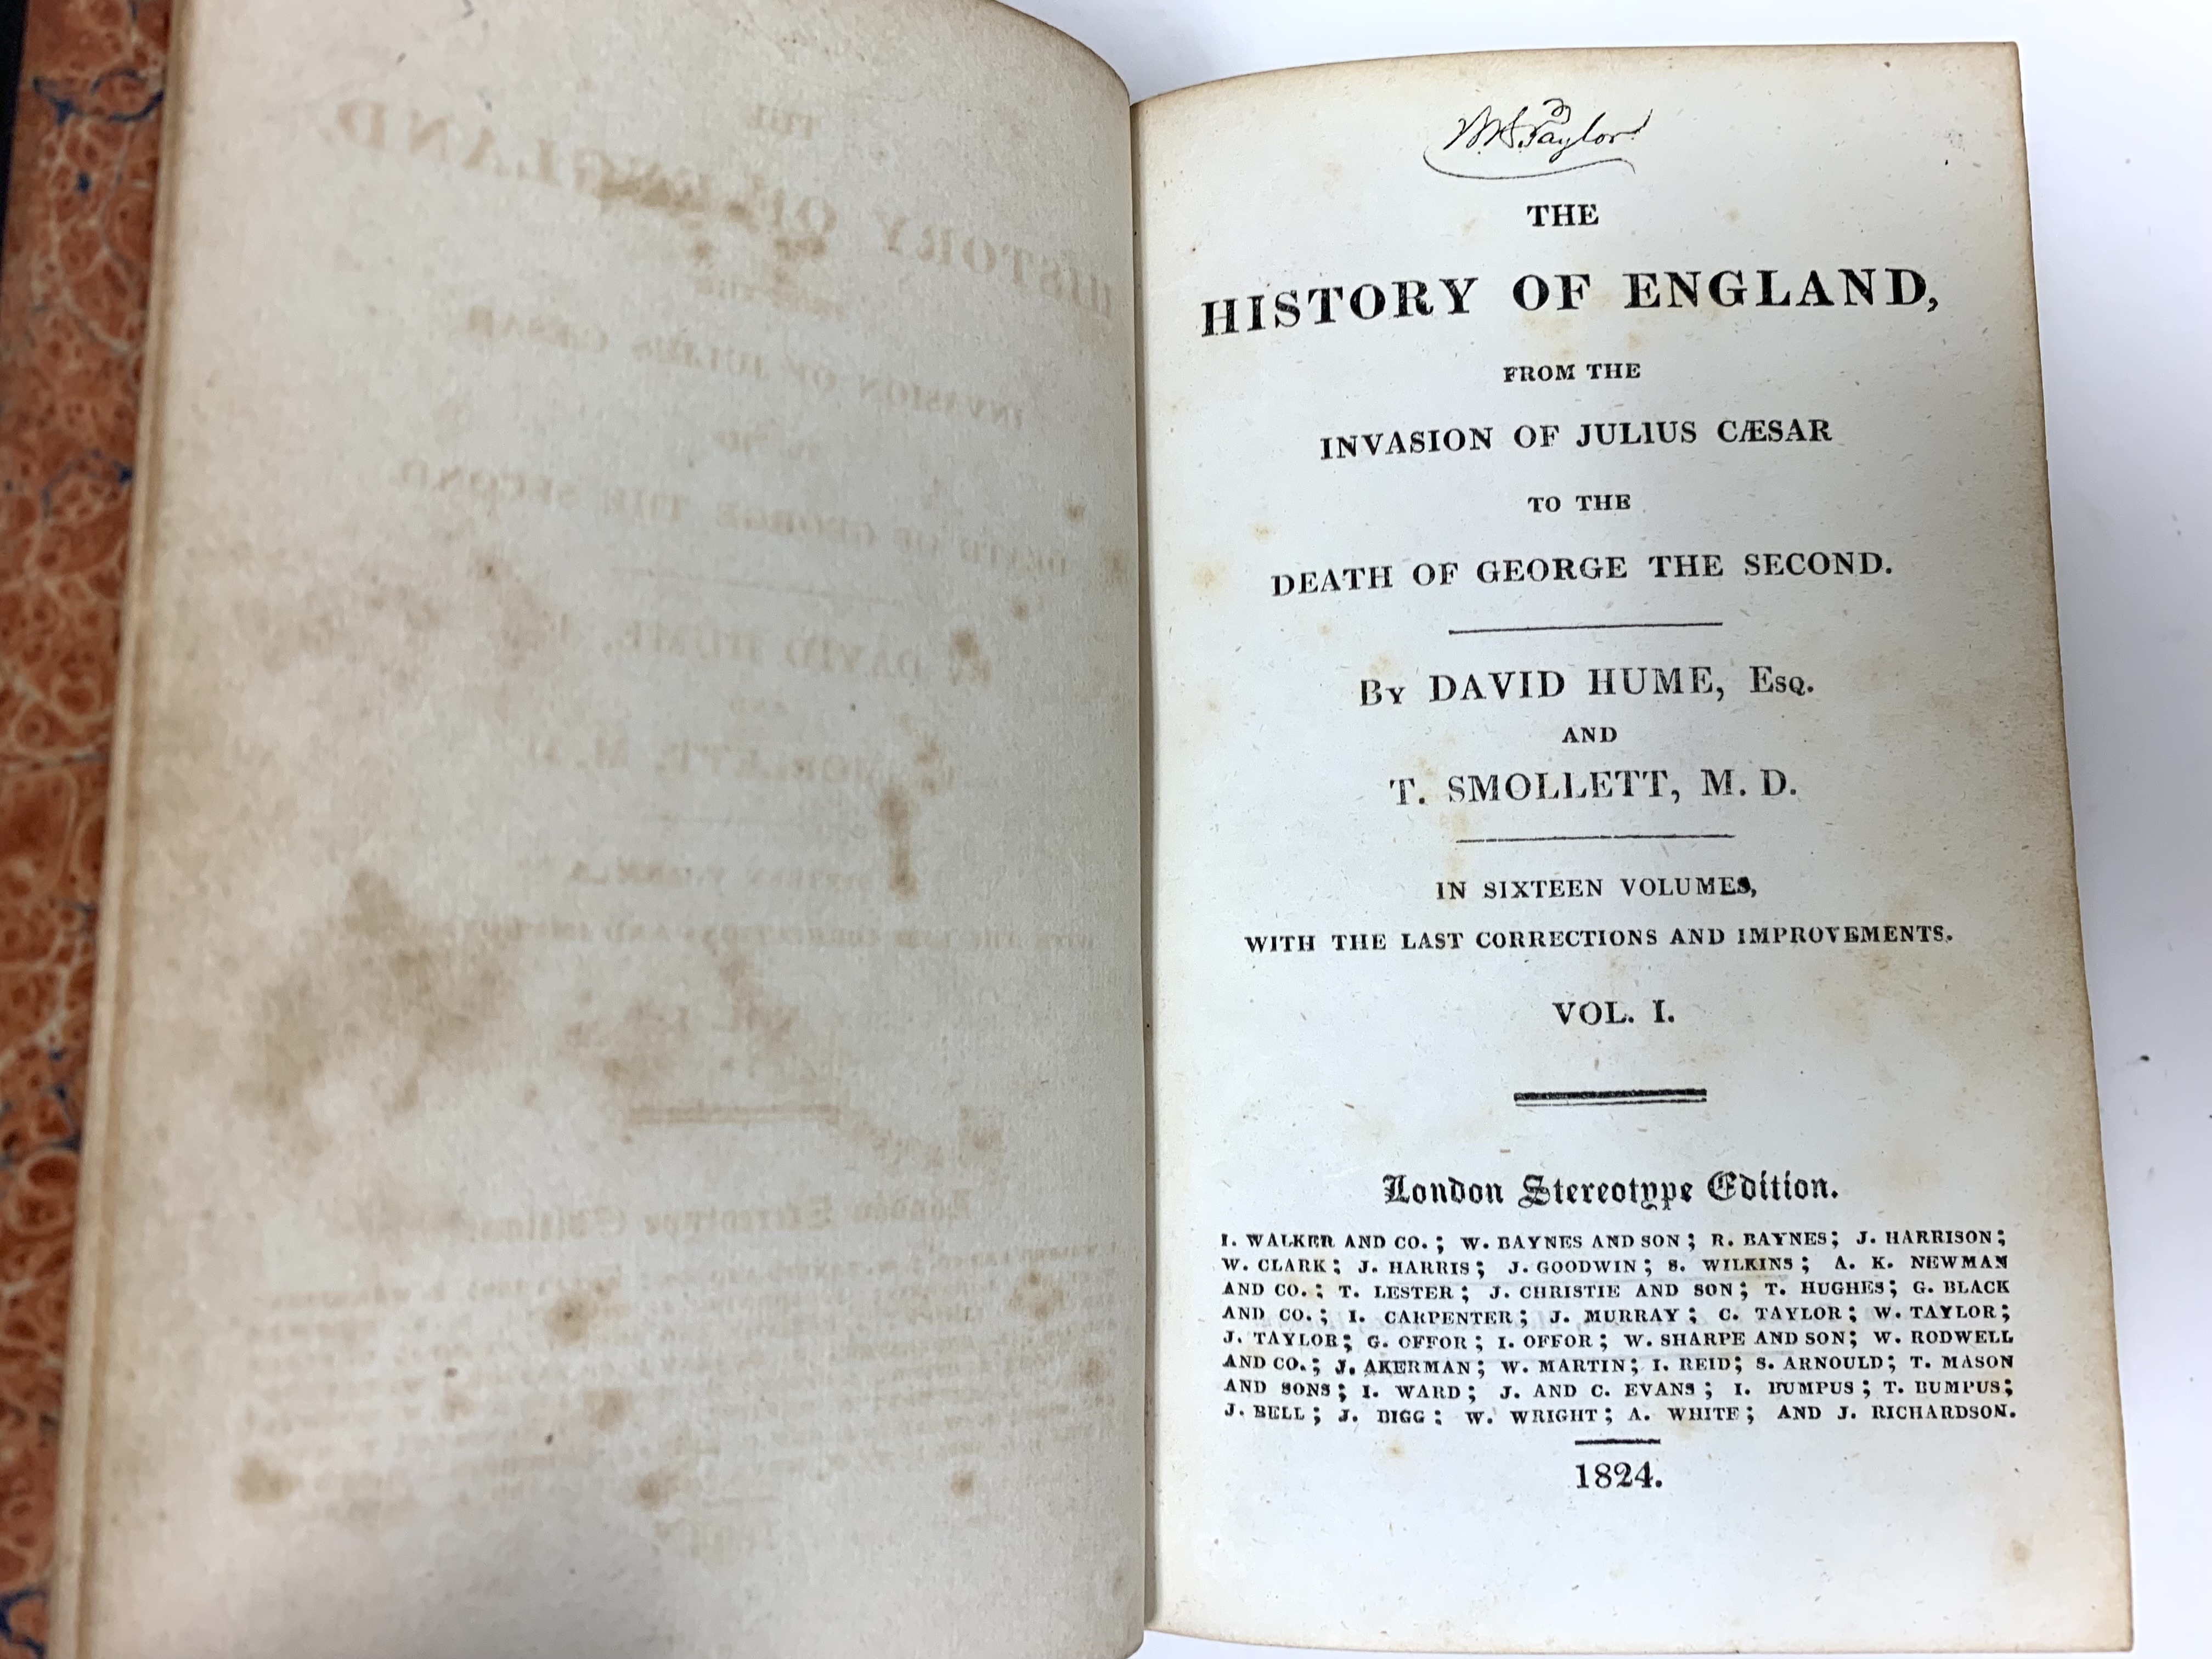 W.S. Taylor
THE
HISTORY OF ENGLAND,
FROM THE
INVASION OF JULIUS CÆSAR
TO THE
DEATH OF GEORGE THE SECOND.
By DAVID HUME, Esq.
AND
T. SMOLLETT, M. D.
IN SIXTEEN VOLUMES,
WITH THE LAST CORRECTIONS AND IMPROVEMENTS.
VOL. I.
London Stereotype Edition.
I. WALKER AND CO.; W. BAYNES AND SON; R. BAYNES; J. HARRISON;
W. CLARK; J. HARRIS; J. GOODWIN; S. WILKINS; A. K. NEWMAN
AND CO.; T. LESTER; J. CHRISTIE AND SON; T. HUGHES; G. BLACK
AND CO.; I. CARPENTER; J. MURRAY; C. TAYLOR; W. TAYLOR;
J. TAYLOR; G. OFFOR; I. OFFOR; W. SHARPE AND SON; W. RODWELL
AND CO.; J. AKERMAN; W. MARTIN; I. REID; S. ARNOULD; T. MASON
AND SONS; I. WARD; J. AND C. EVANS; I. BUMPUS; T. BUMPUS;
J. BELL; J. BIGG; W. WRIGHT; A. WHITE; AND J. RICHARDSON.
1824.